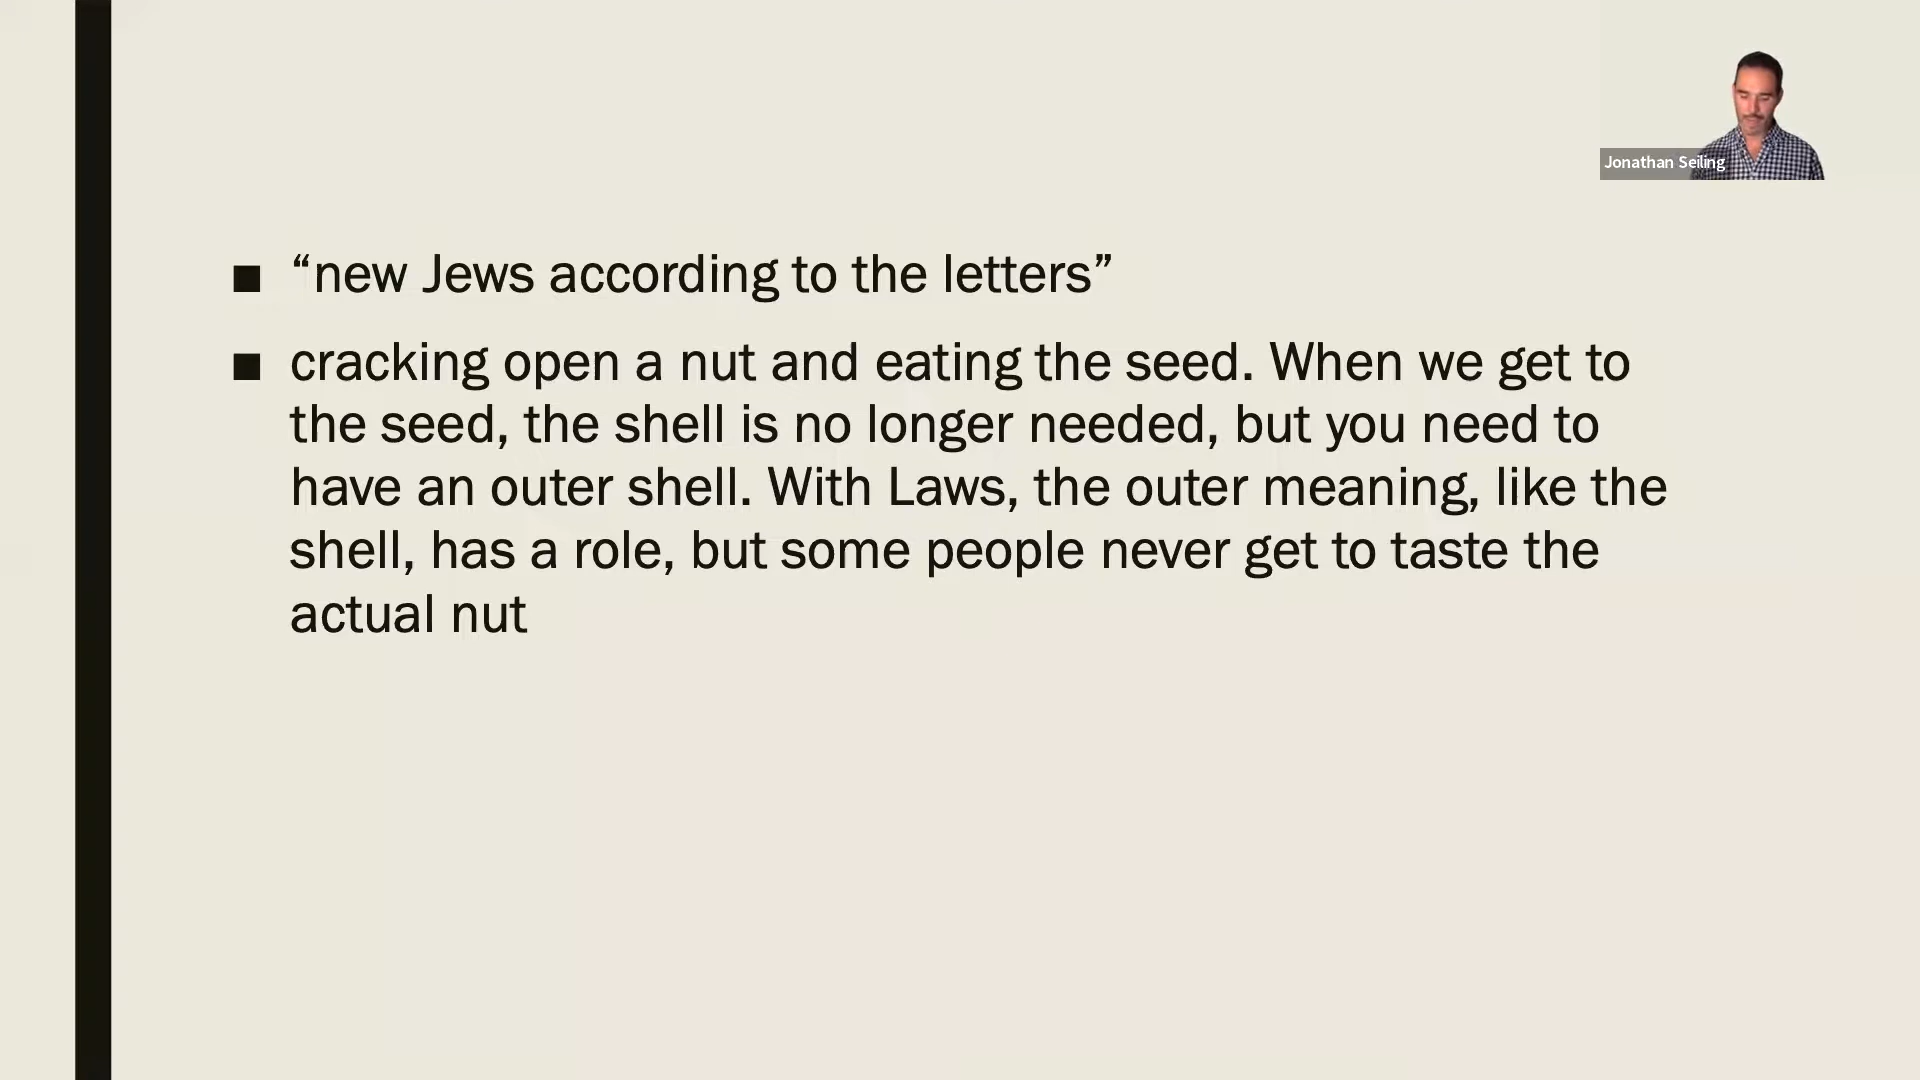 Jonathan Seiling
■ “new Jews according to the letters”
■ cracking open a nut and eating the seed. When we get to
the seed, the shell is no longer needed, but you need to
have an outer shell. With Laws, the outer meaning, like the
shell, has a role, but some people never get to taste the
actual nut